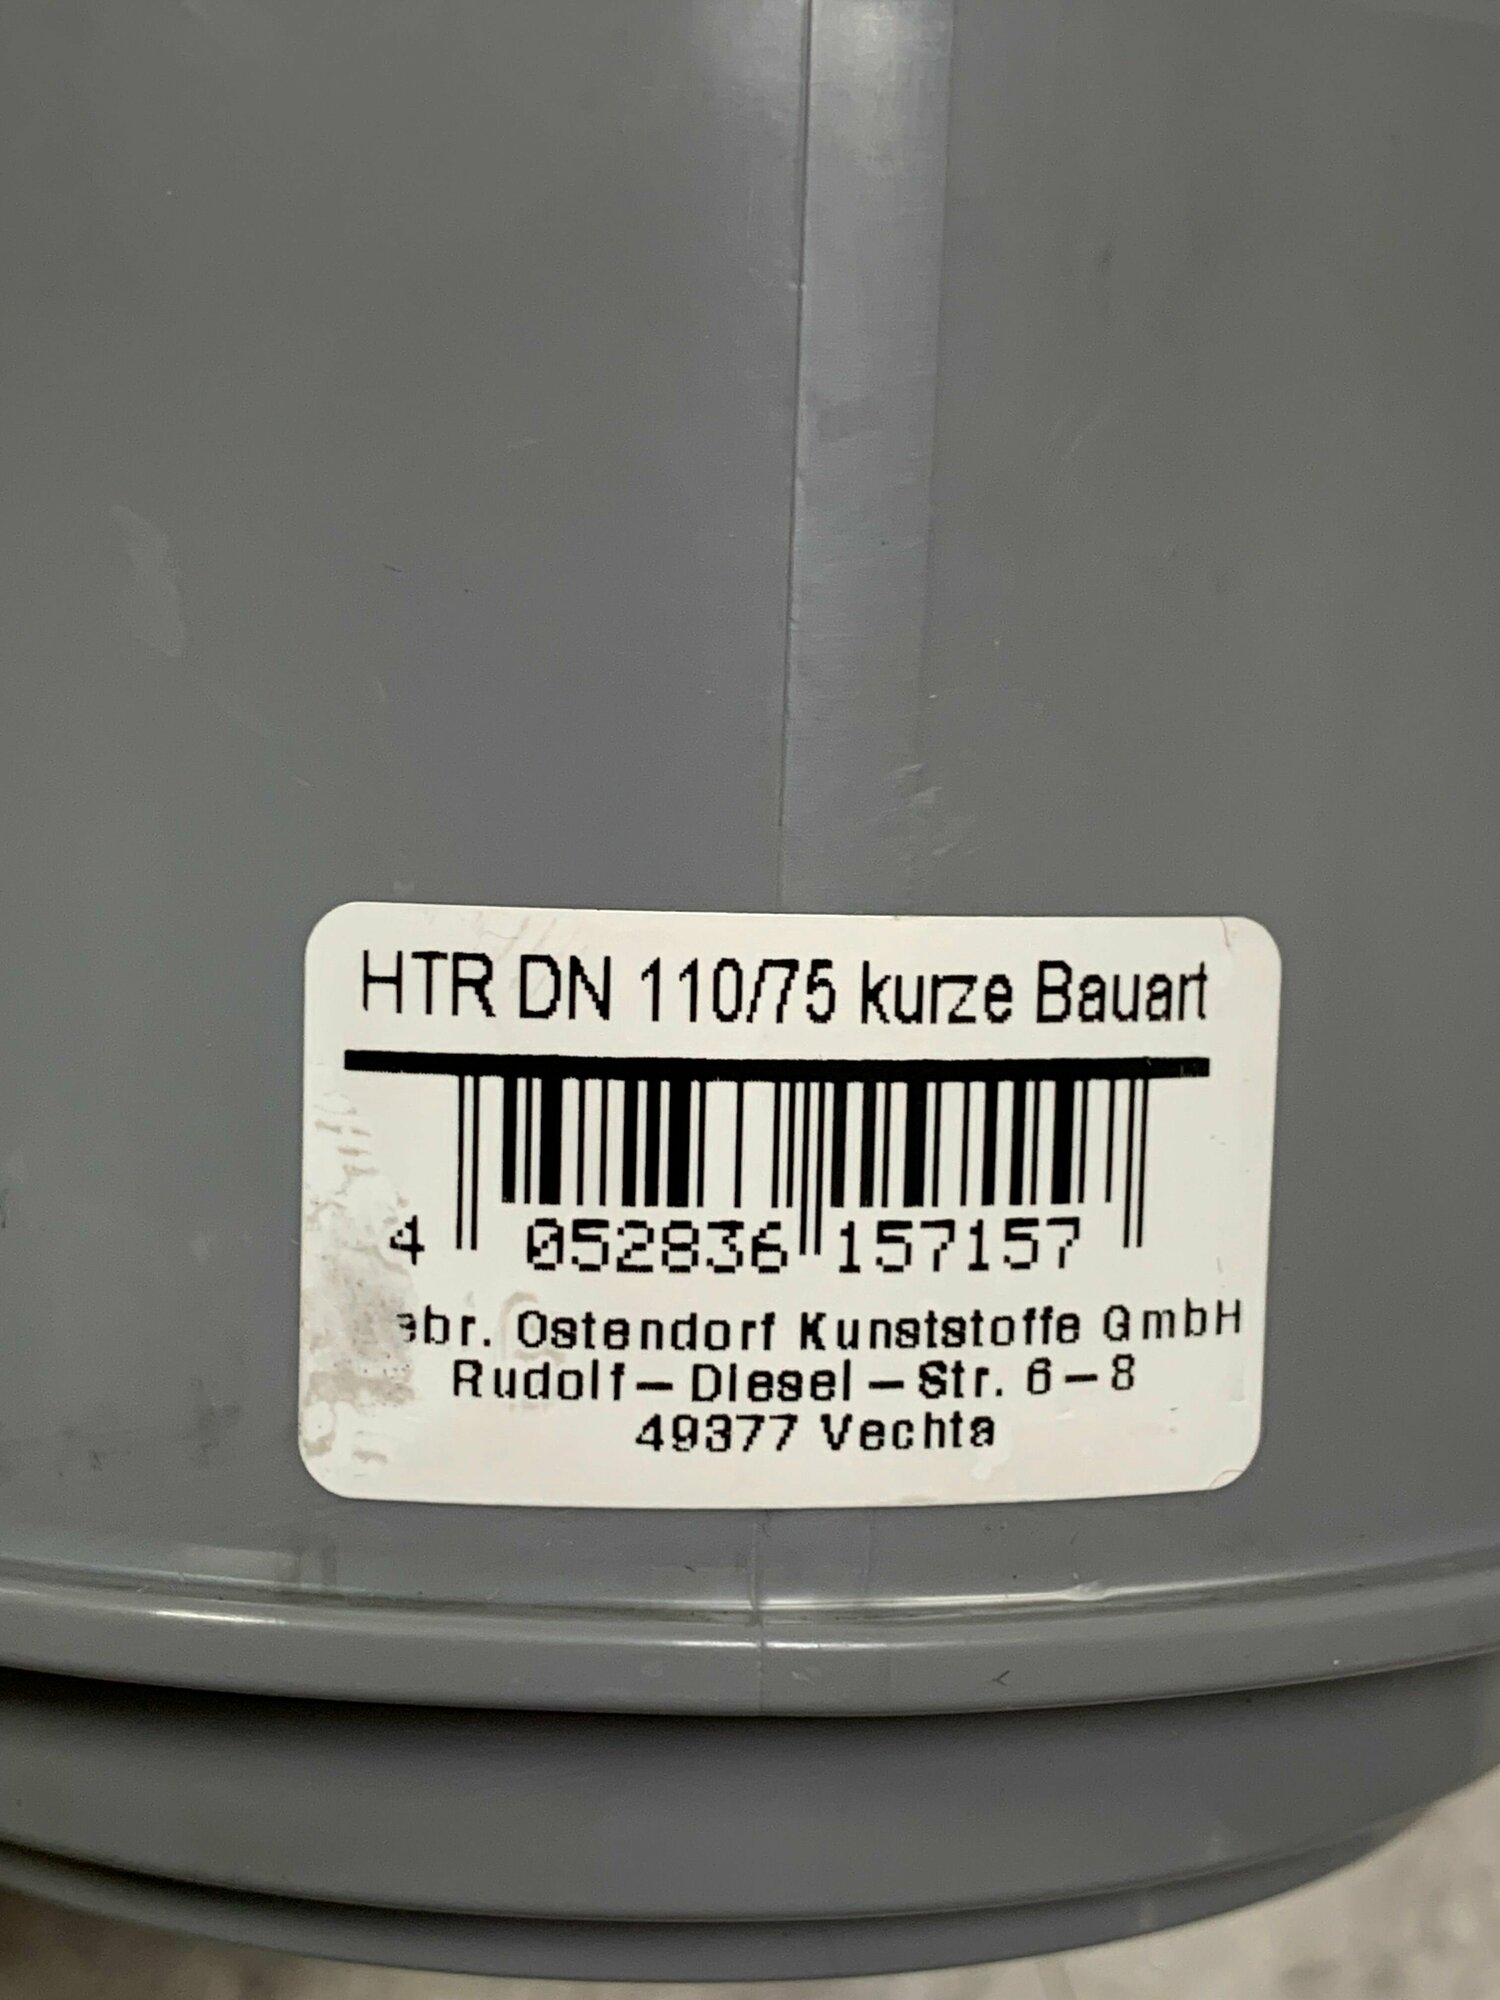 HTR DN 110/75 kurze Bauart
4 052836 157157
ebr. Ostendorf Kunststoffe GmbH
Rudolf-Diesel-Str. 6-8
49377 Vechta